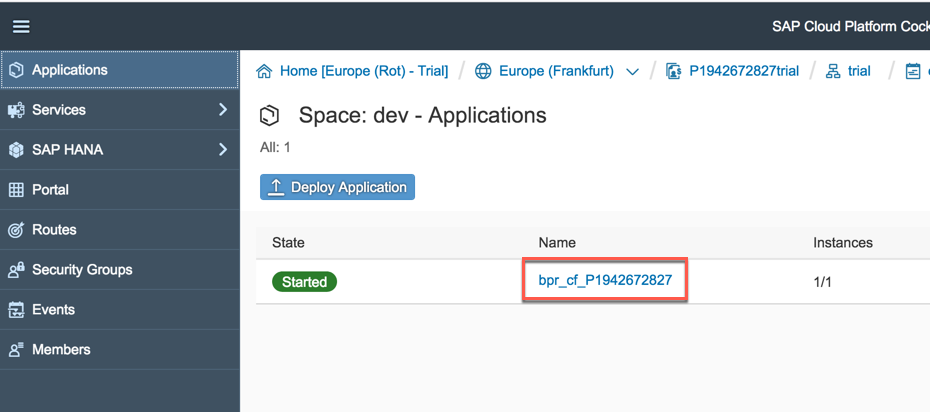 SAP Cloud Platform Cock
Applications
Home [Europe (Rot) - Trial] / Europe (Frankfurt) / P1942672827trial / trial /
Services
Space: dev - Applications
SAP HANA
All: 1
Portal
Deploy Application
Routes
State Name Instances
Security Groups
Started bpr_cf_P1942672827 1/1
Events
Members